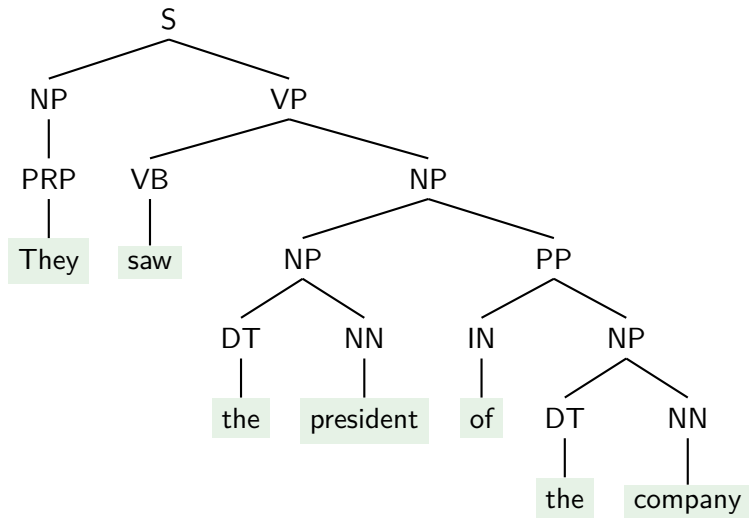 S
NP VP
PRP VB NP
They saw NP PP
DT NN IN NP
the president of DT NN
the company